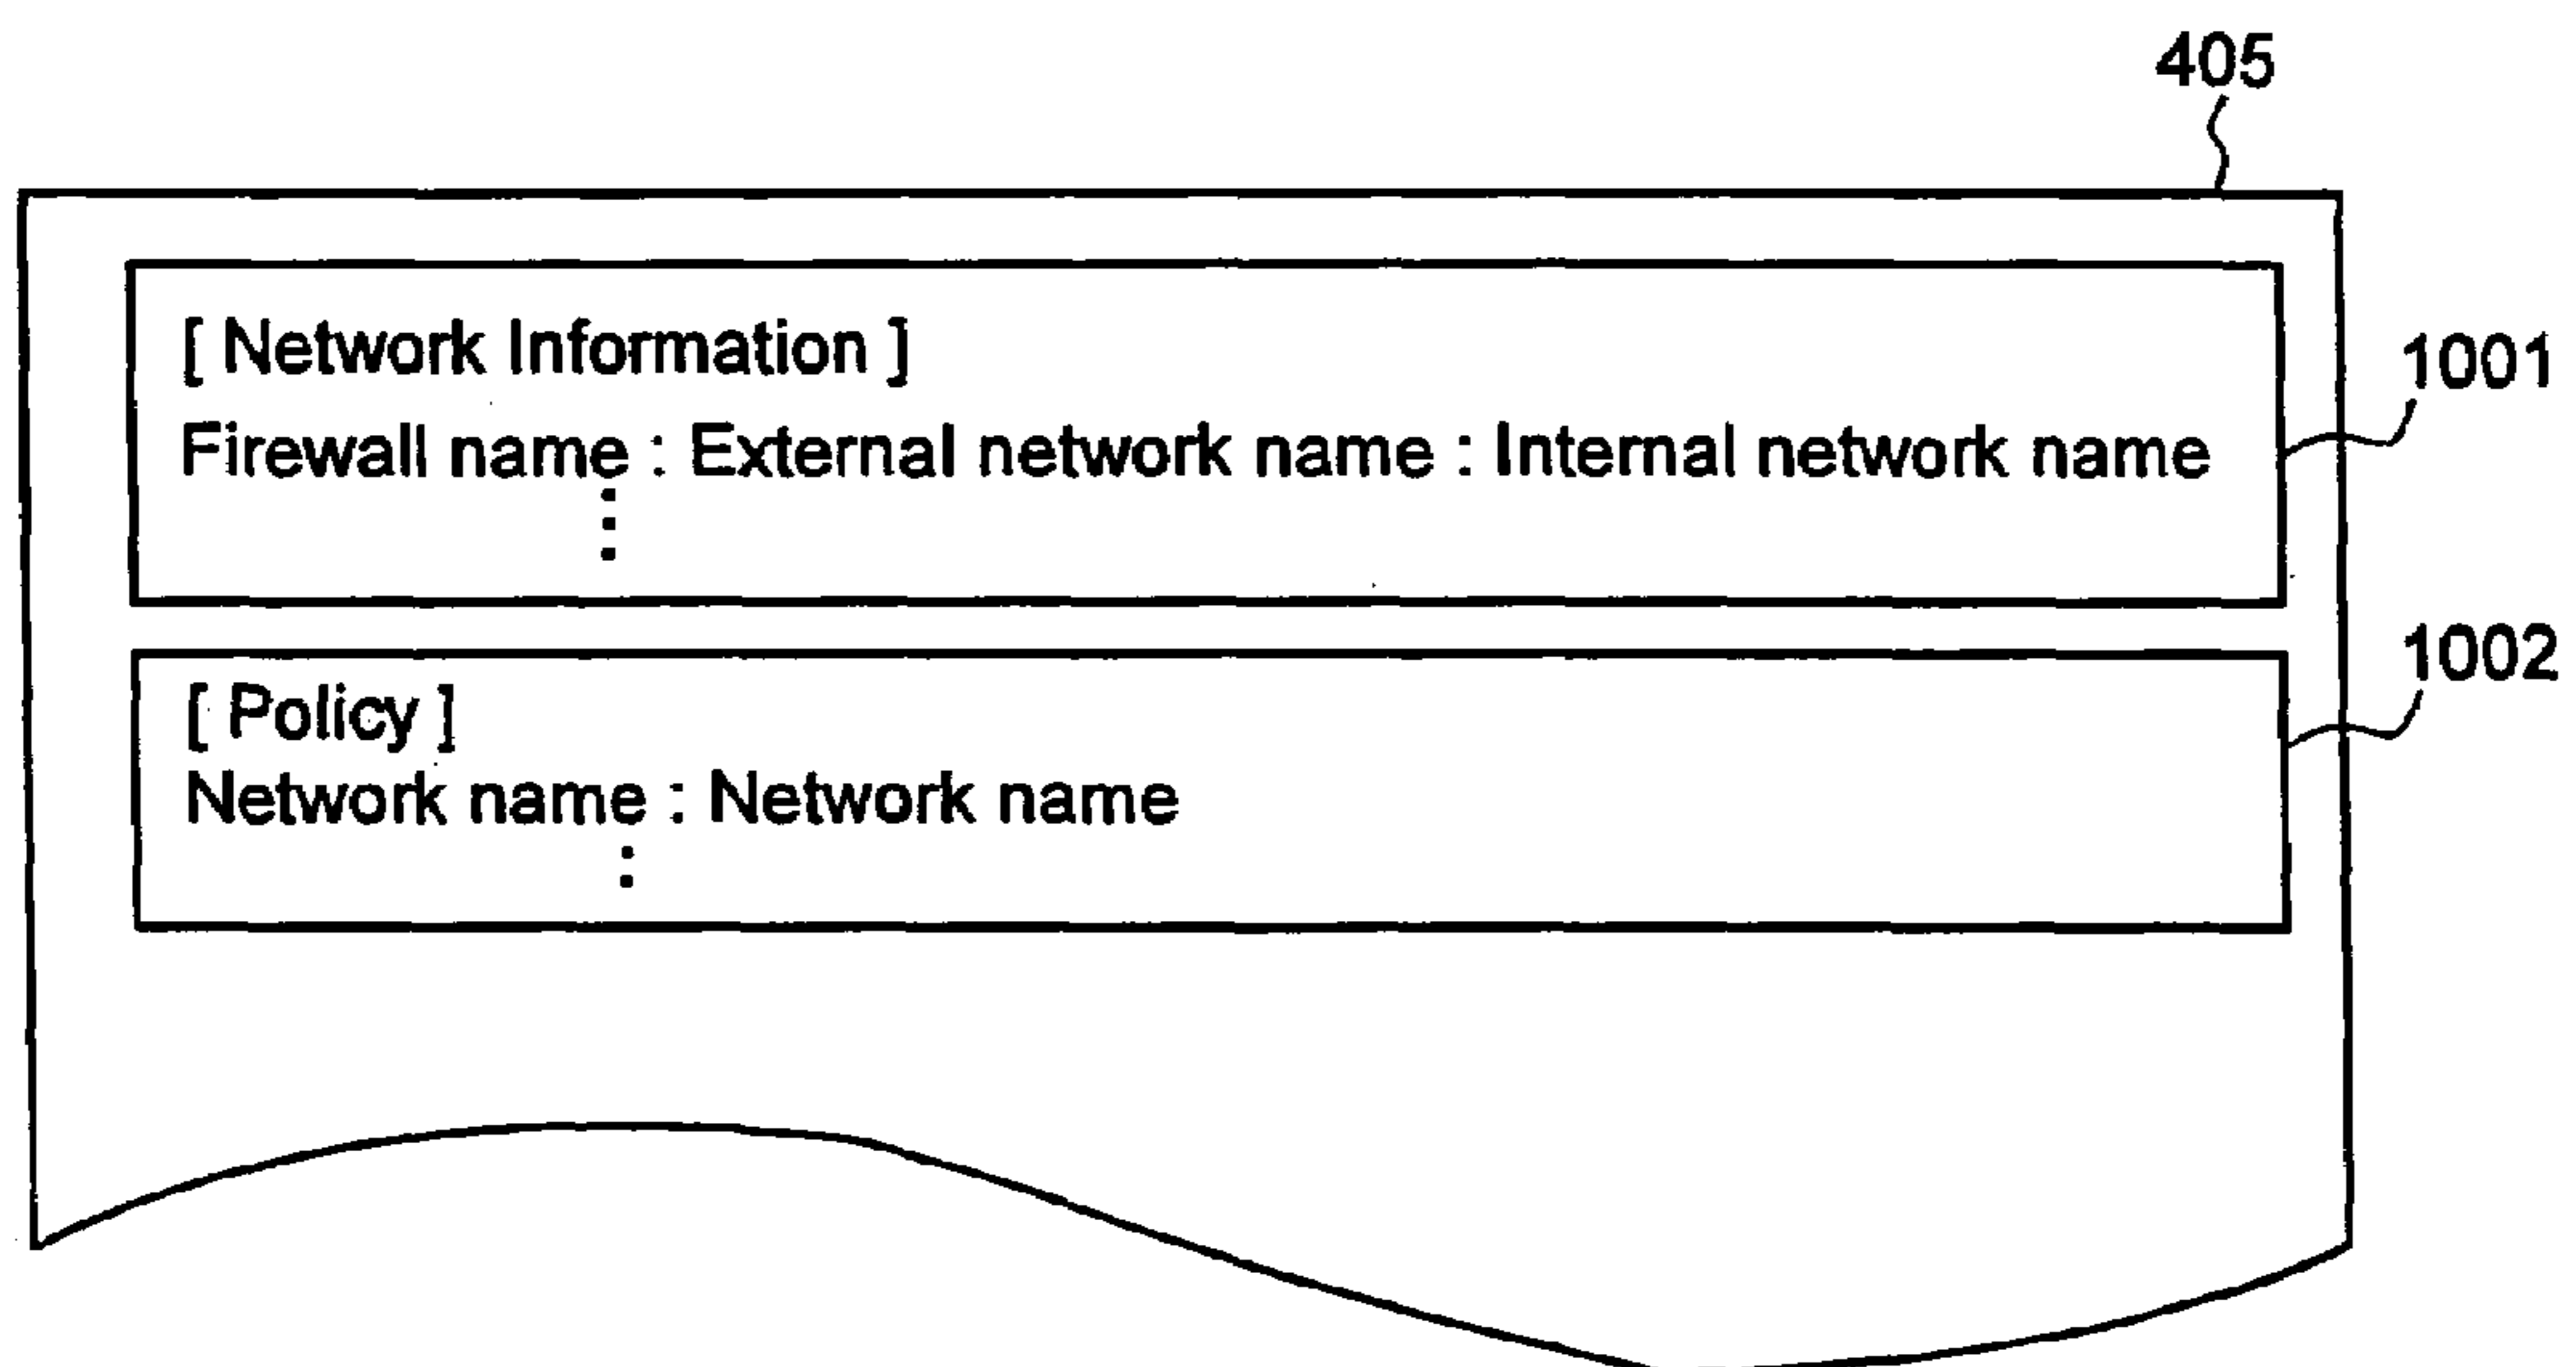 405
[ Network Information ]
1001
Firewall name : External network name : Internal network name
1002
[ Policy ]
Network name : Network name